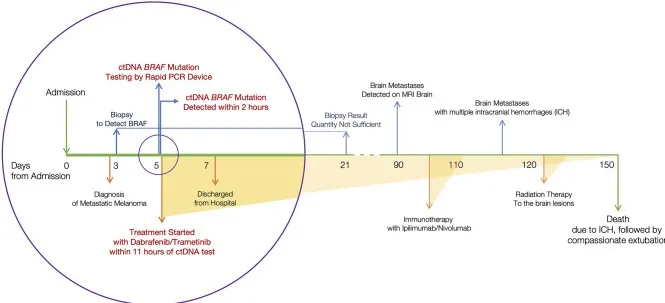 ctDNA BRAF Mutation
Testing by Rapid PCR Device
Admission
ctDNA BRAF Mutation
Detected within 2 hours
Biopsy
to Detect BRAF
Biopsy Result
Quantity Not Sufficient
Brain Metastases
Detected on MRI Brain
Brain Metastases
with multiple intracranial hemorrhages (ICH)
Days
from Admission
0 3 5 7 21 90 110 120 150
Diagnosis
of Metastatic Melanoma
Discharged
from Hospital
Treatment Started
with Dabrafenib/Trametinib
within 11 hours of ctDNA test
Immunotherapy
with Ipilimumab/Nivolumab
Radiation Therapy
To the brain lesions
Death
due to ICH, followed by
compassionate extubation